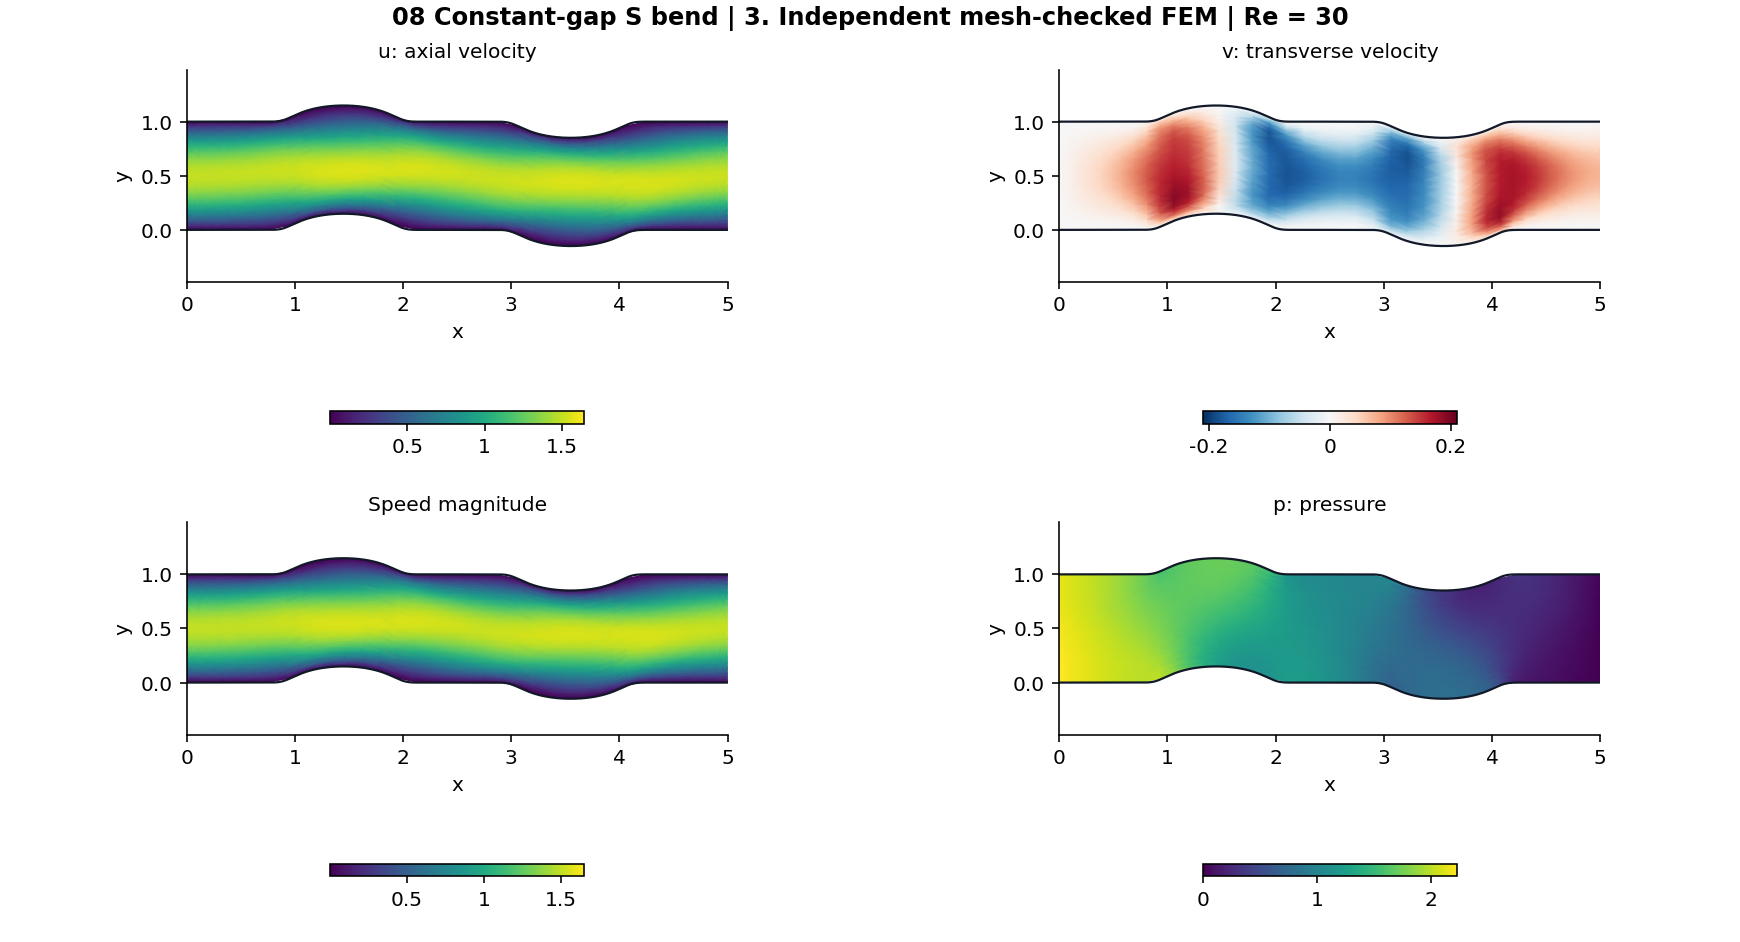 08 Constant-gap S bend | 3. Independent mesh-checked FEM | Re = 30
u: axial velocity
1.0
0.5
0.0
y
0 1 2 3 4 5
x
0.5 1 1.5
v: transverse velocity
1.0
0.5
0.0
y
0 1 2 3 4 5
x
-0.2 0 0.2
Speed magnitude
1.0
0.5
0.0
y
0 1 2 3 4 5
x
0.5 1 1.5
p: pressure
1.0
0.5
0.0
y
0 1 2 3 4 5
x
0 1 2